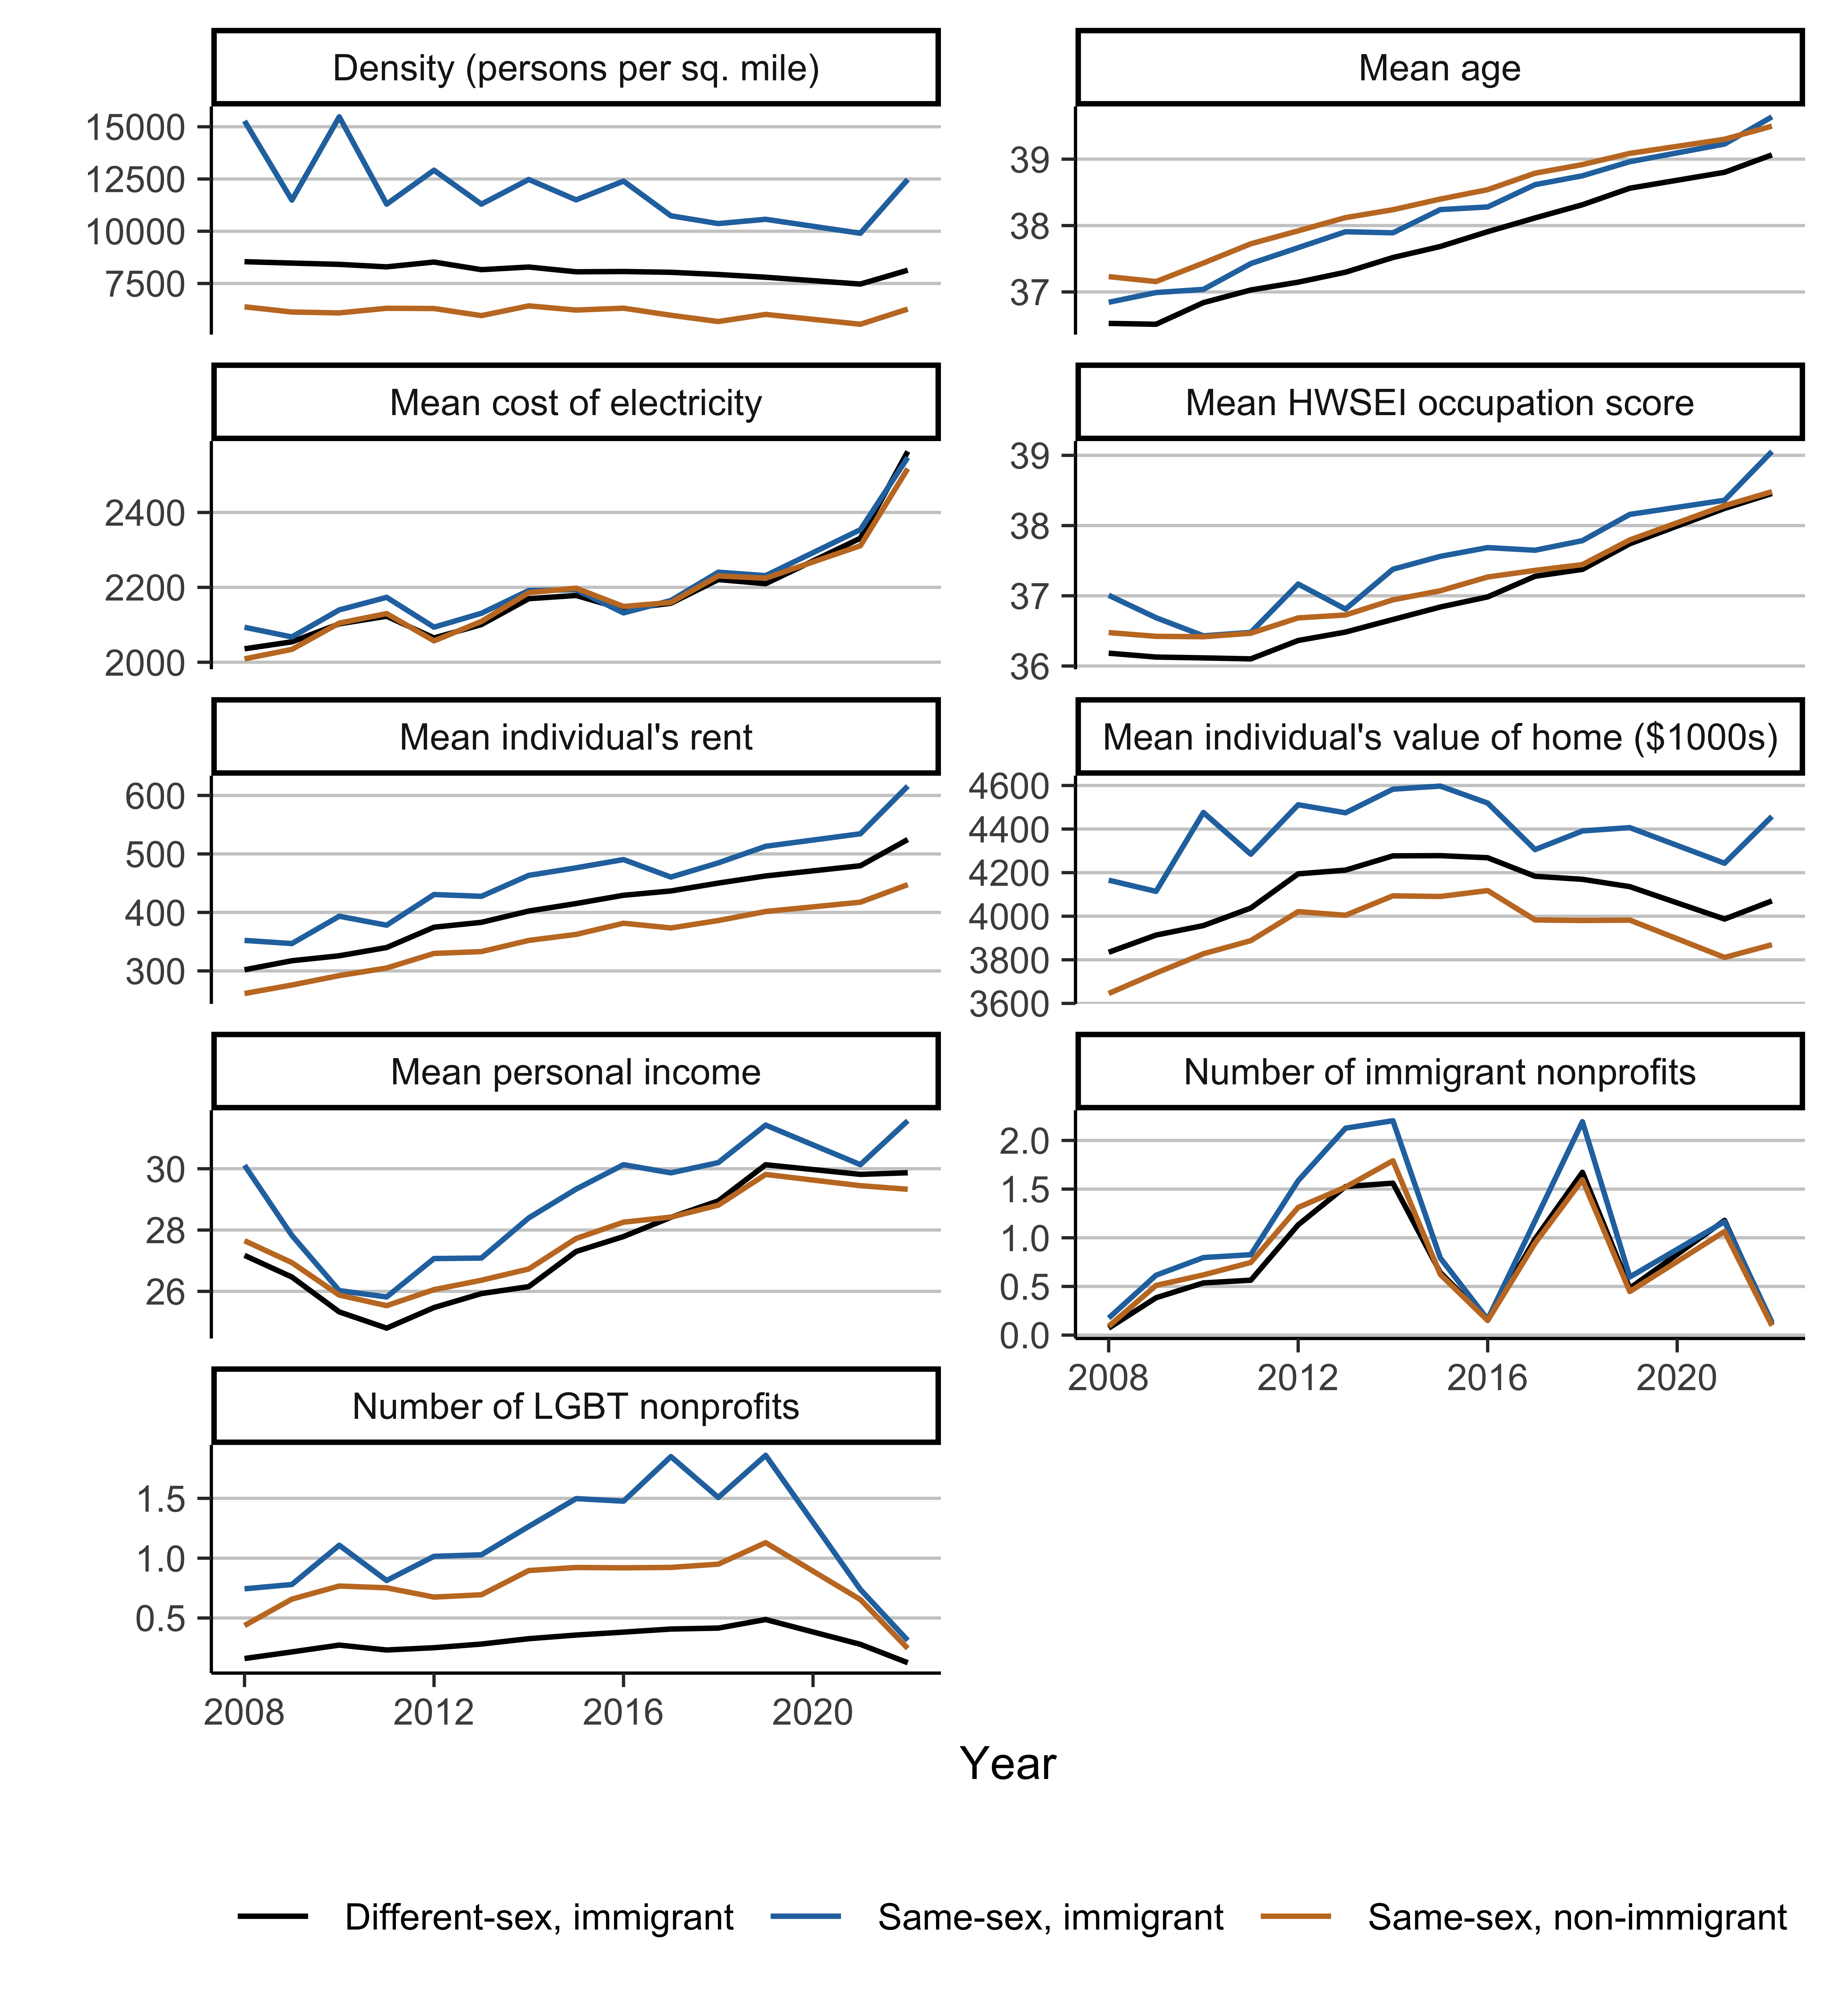 Density (persons per sq. mile)
15000
12500
10000
7500
Mean age
39
38
37
Mean cost of electricity
2400
2200
2000
Mean HWSEI occupation score
39
38
37
36
Mean individual's rent
600
500
400
300
Mean individual's value of home ($1000s)
4600
4400
4200
4000
3800
3600
Mean personal income
30
28
26
Number of immigrant nonprofits
2.0
1.5
1.0
0.5
0.0
2008 2012 2016 2020
Number of LGBT nonprofits
1.5
1.0
0.5
2008 2012 2016 2020
Year
Different-sex, immigrant Same-sex, immigrant Same-sex, non-immigrant